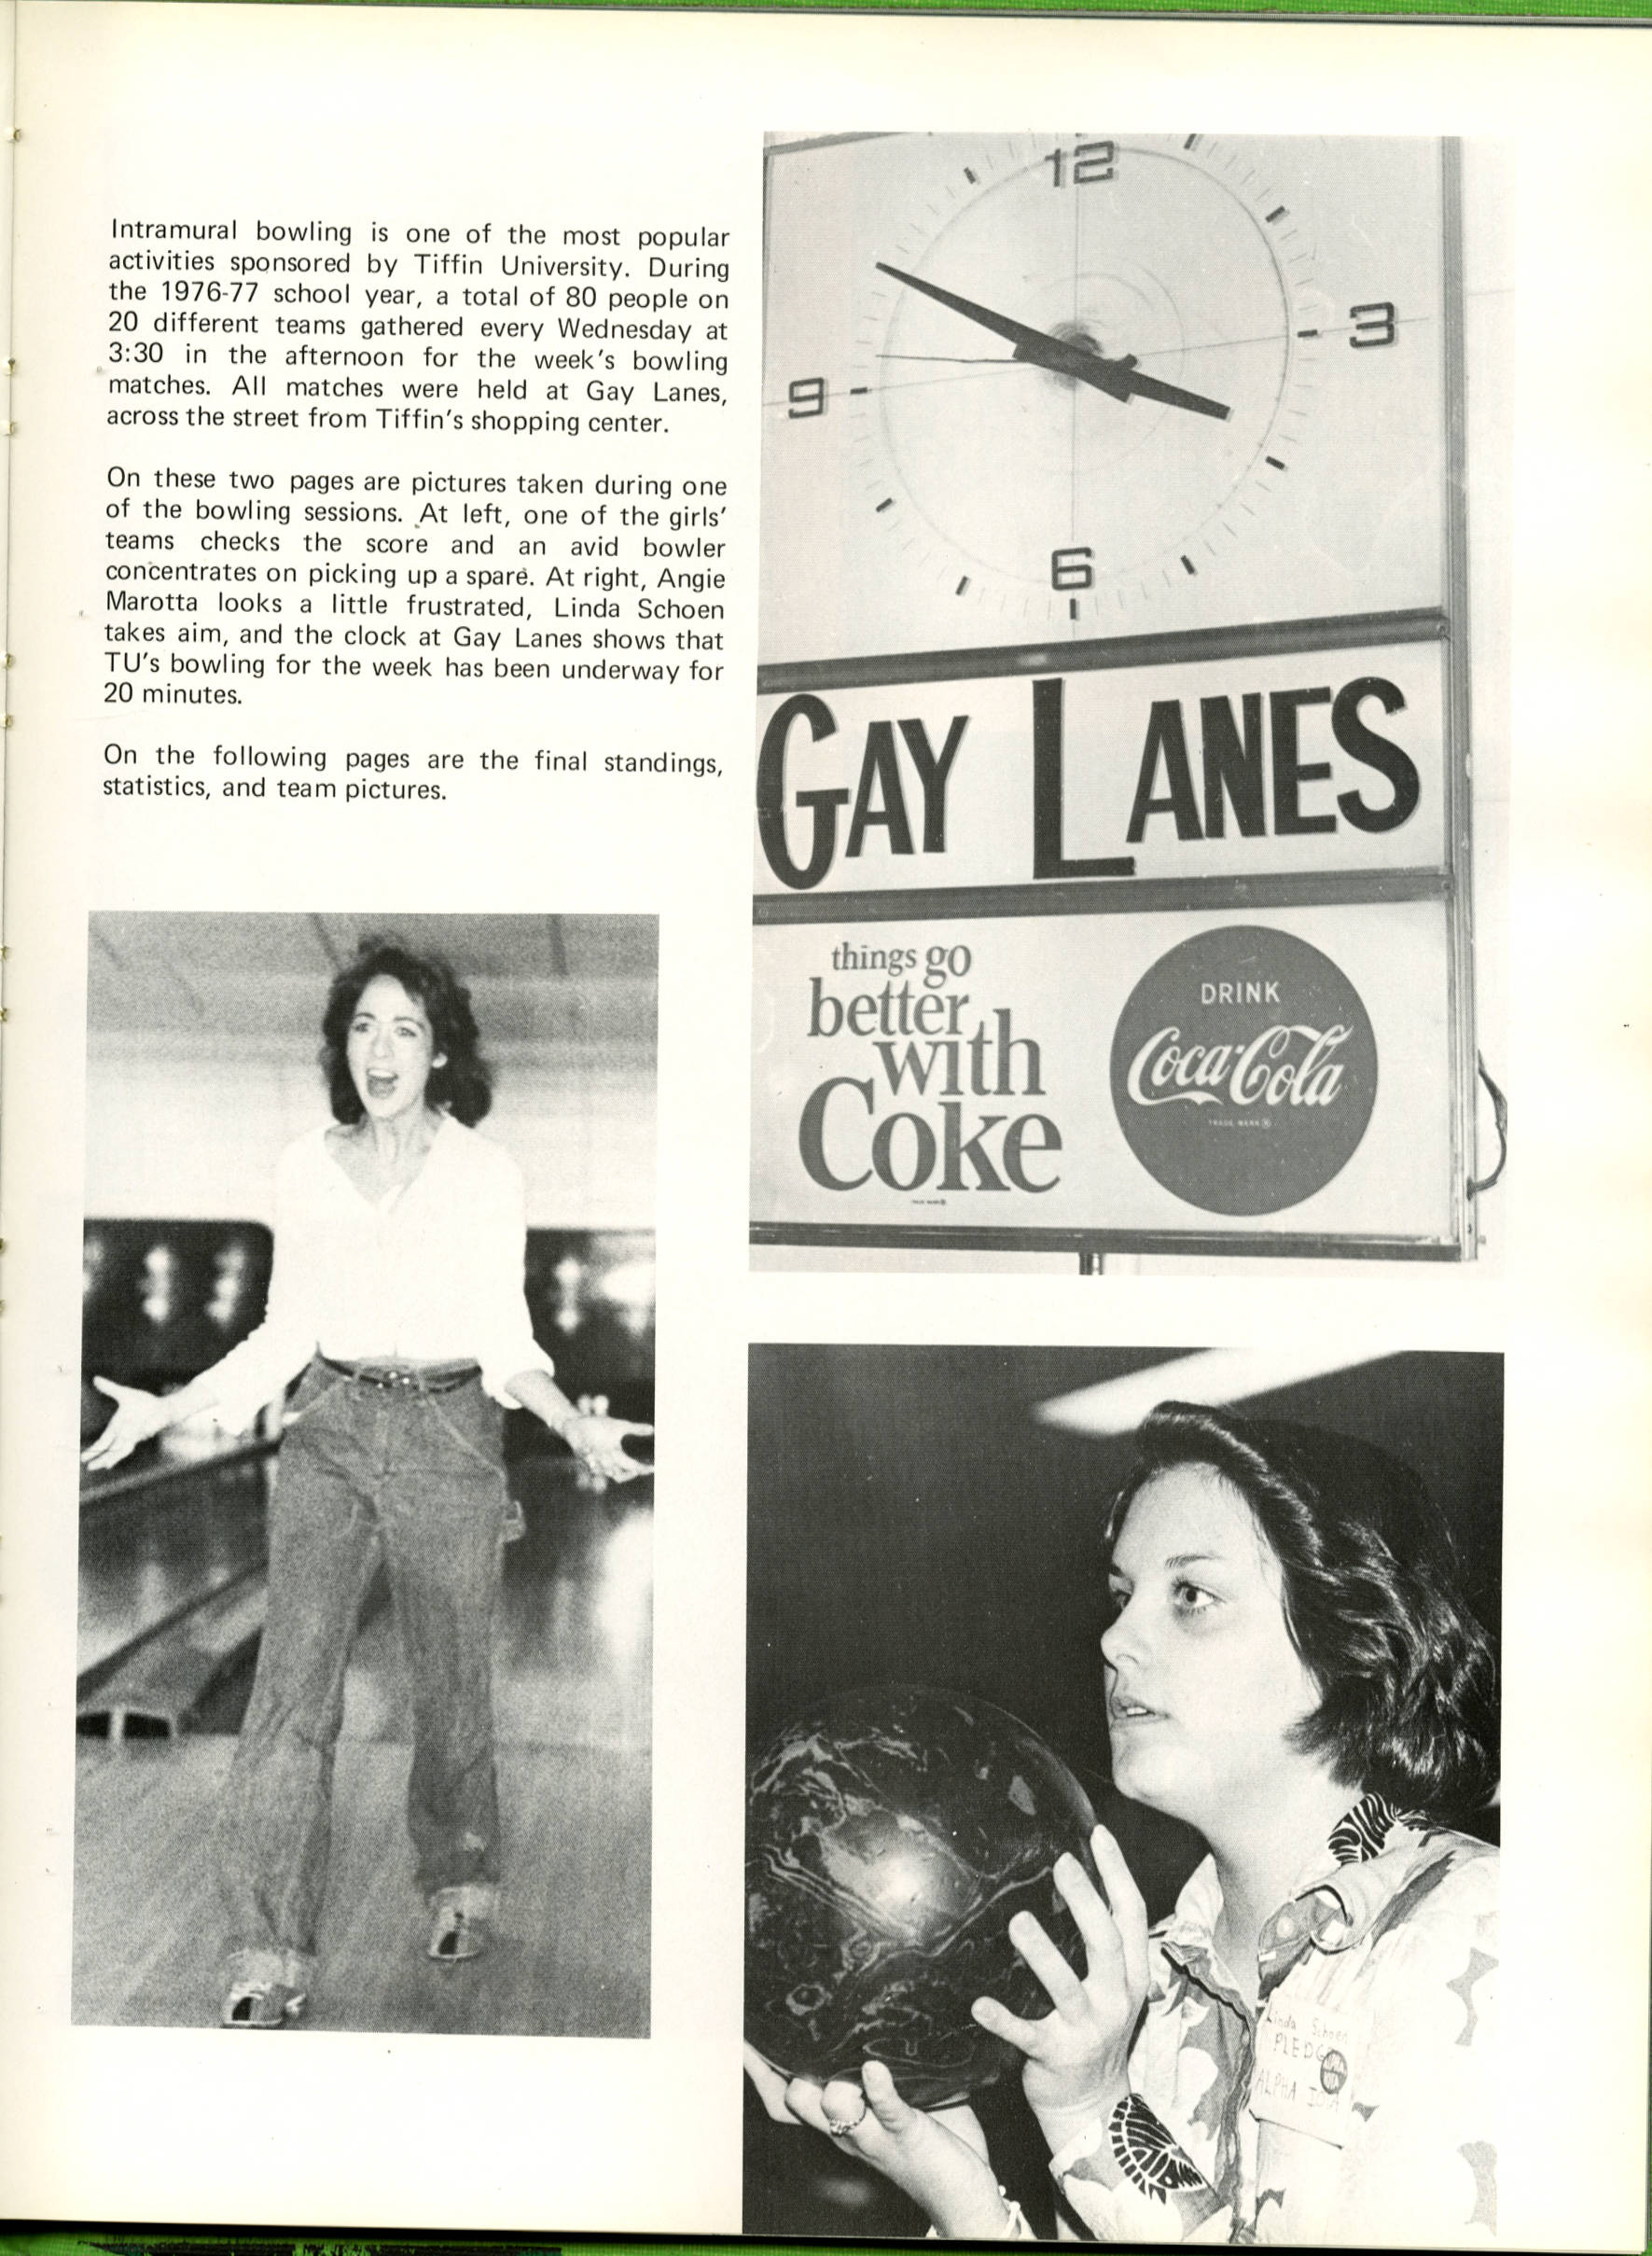 Intramural bowling is one of the most popular
activities sponsored by Tiffin University. During
the 1976-77 school year, a total of 80 people on
20 different teams gathered every Wednesday at
3:30 in the afternoon for the week's bowling
matches. All matches were held at Gay Lanes,
across the street from Tiffin's shopping center.
On these two pages are pictures taken during one
of the bowling sessions. At left, one of the girls'
teams checks the score and an avid bowler
concentrates on picking up a spare. At right, Angie
Marotta looks a little frustrated, Linda Schoen
takes aim, and the clock at Gay Lanes shows that
TU's bowling for the week has been underway for
20 minutes.
On the following pages are the final standings,
statistics, and team pictures.
12
3
9
6
GAY LANES
things go
better
with
Coke
TRADE MARK ®
DRINK
Coca-Cola
TRADE MARK ®
Linda Schoen
PLEDGE
ALPHA IOTA